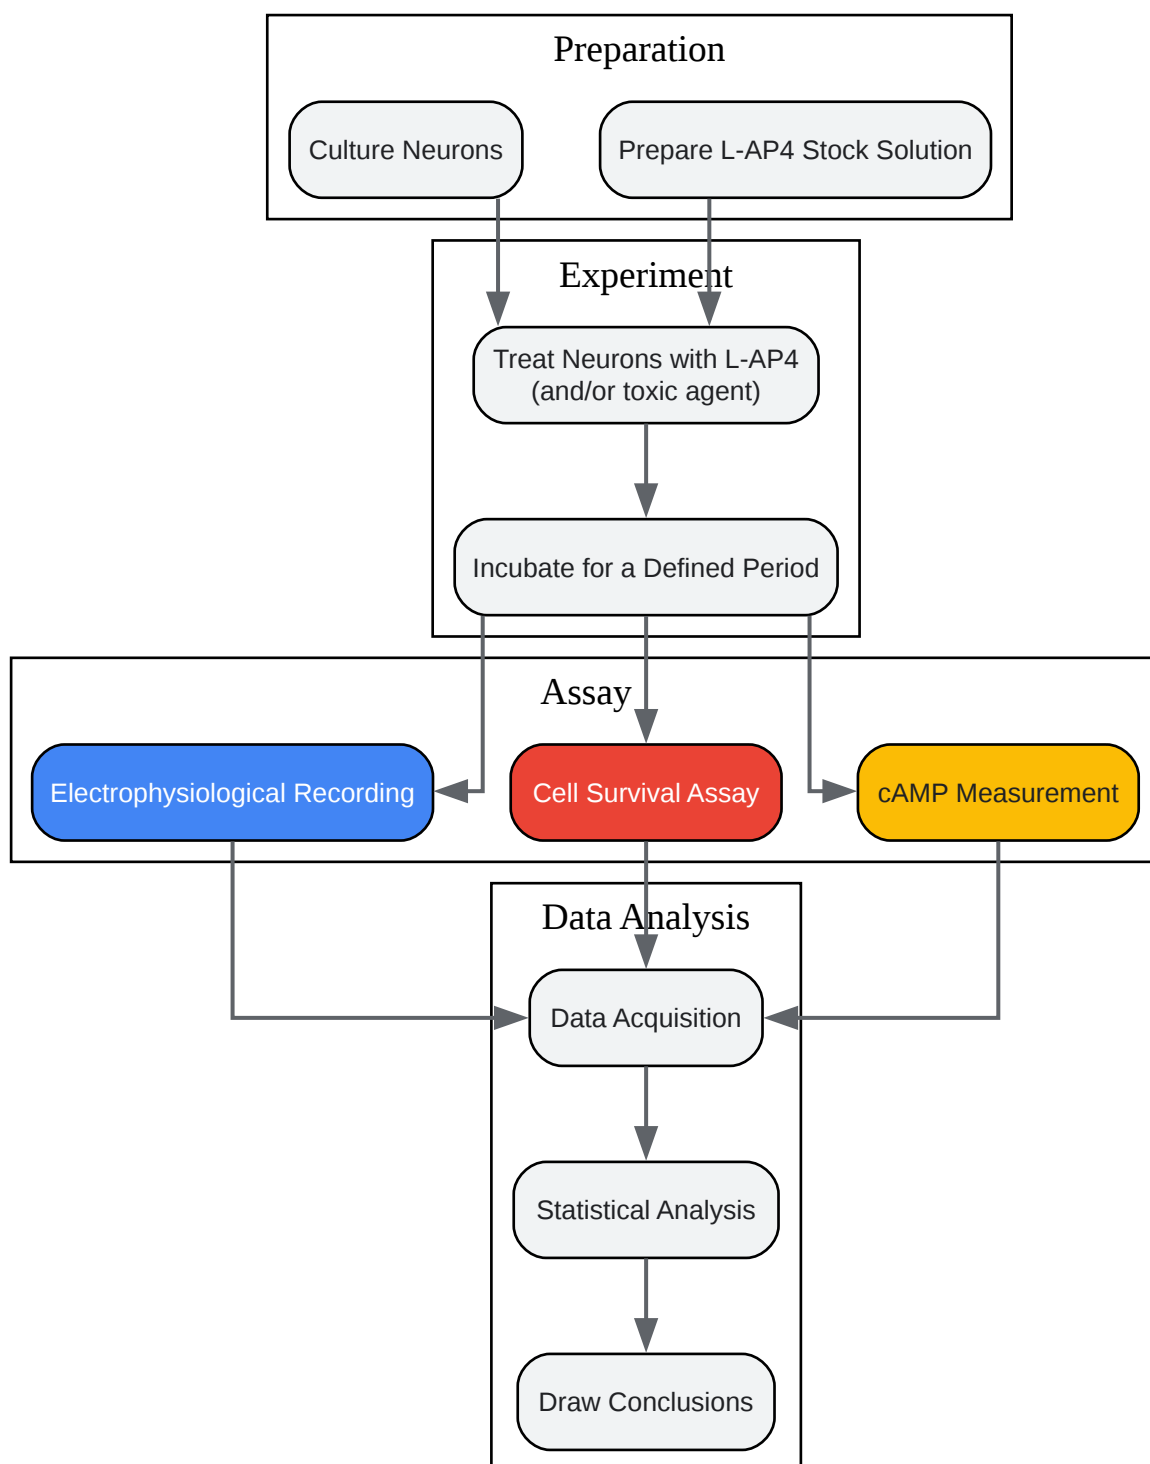 Preparation
Culture Neurons
Prepare L-AP4 Stock Solution
Experiment
Treat Neurons with L-AP4
(and/or toxic agent)
Incubate for a Defined Period
Assay
Electrophysiological Recording
Cell Survival Assay
cAMP Measurement
Data Analysis
Data Acquisition
Statistical Analysis
Draw Conclusions